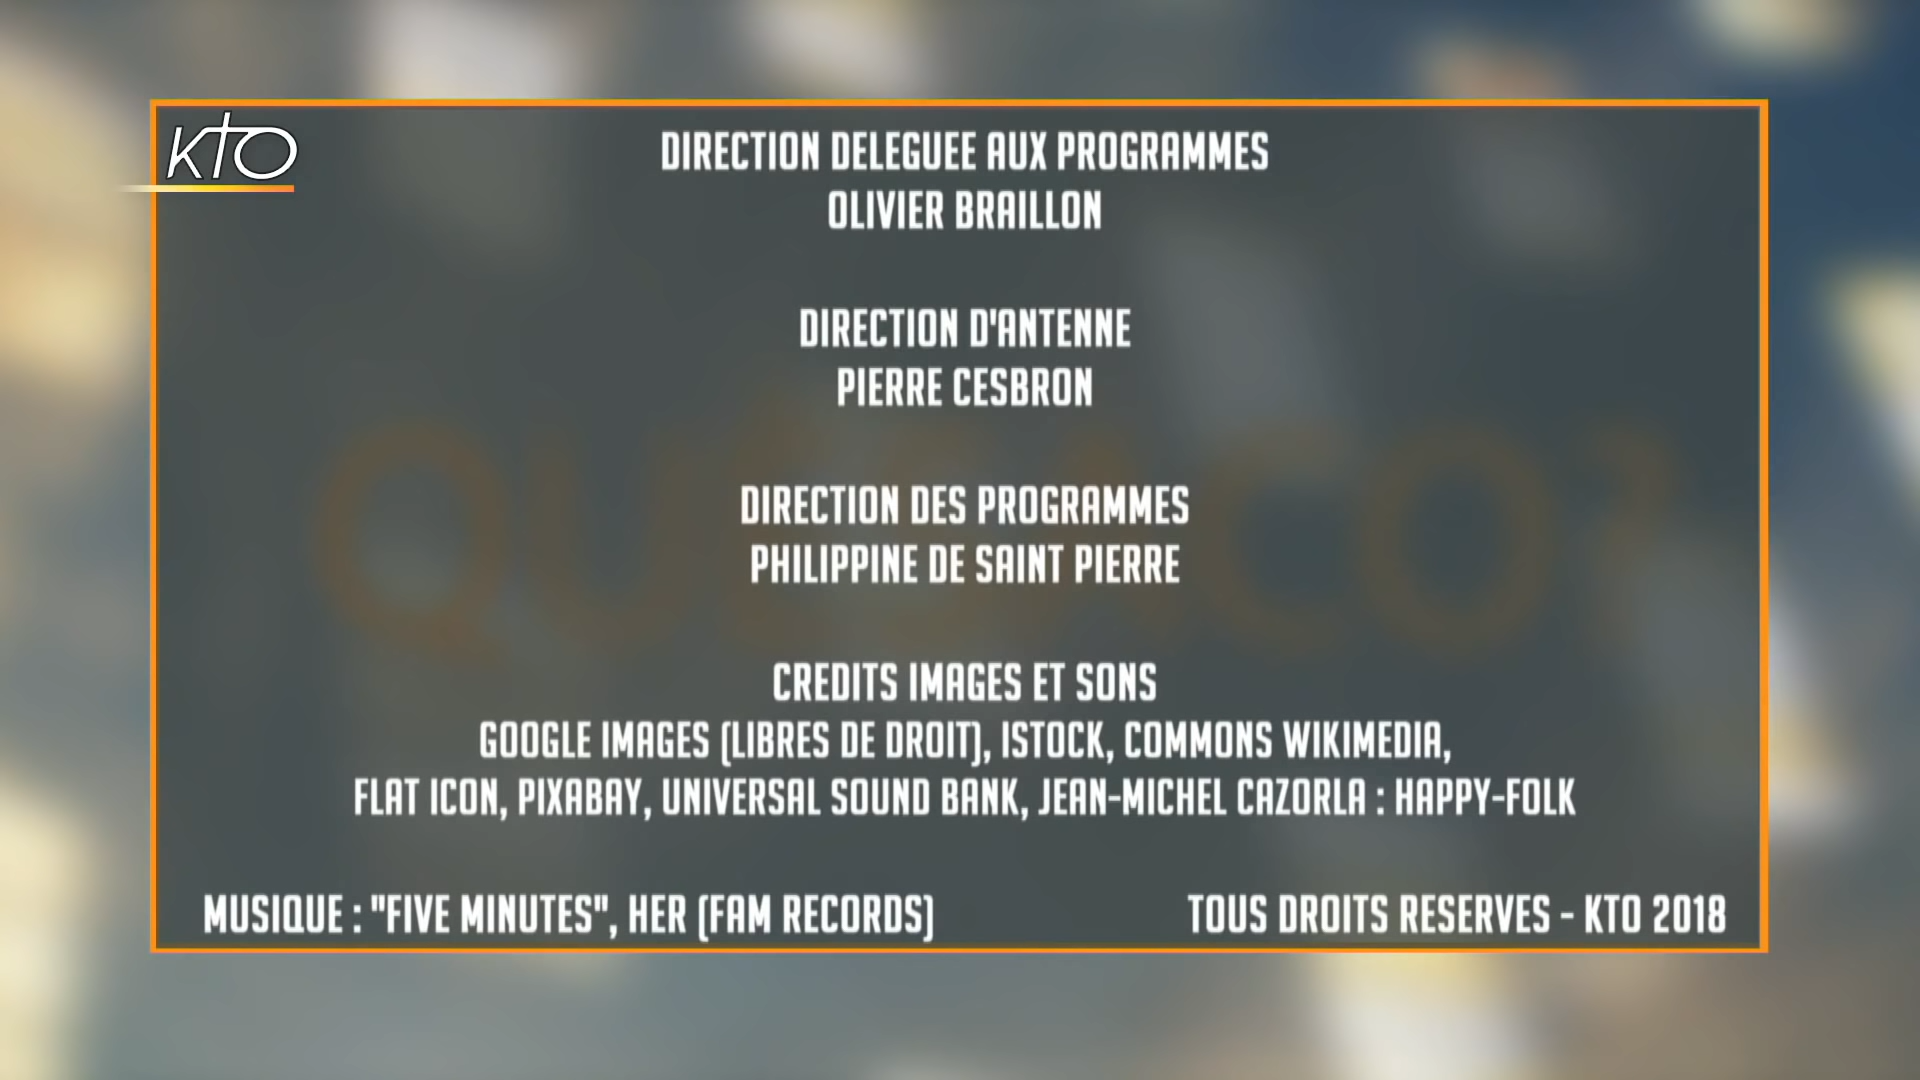 KTO
DIRECTION DELEGUEE AUX PROGRAMMES
OLIVIER BRAILLON
DIRECTION D'ANTENNE
PIERRE CESBRON
DIRECTION DES PROGRAMMES
PHILIPPINE DE SAINT PIERRE
QUÈSACO?
CREDITS IMAGES ET SONS
GOOGLE IMAGES (LIBRES DE DROIT), ISTOCK, COMMONS WIKIMEDIA,
FLAT ICON, PIXABAY, UNIVERSAL SOUND BANK, JEAN-MICHEL CAZORLA : HAPPY-FOLK
MUSIQUE : "FIVE MINUTES", HER (FAM RECORDS)
TOUS DROITS RESERVES - KTO 2018